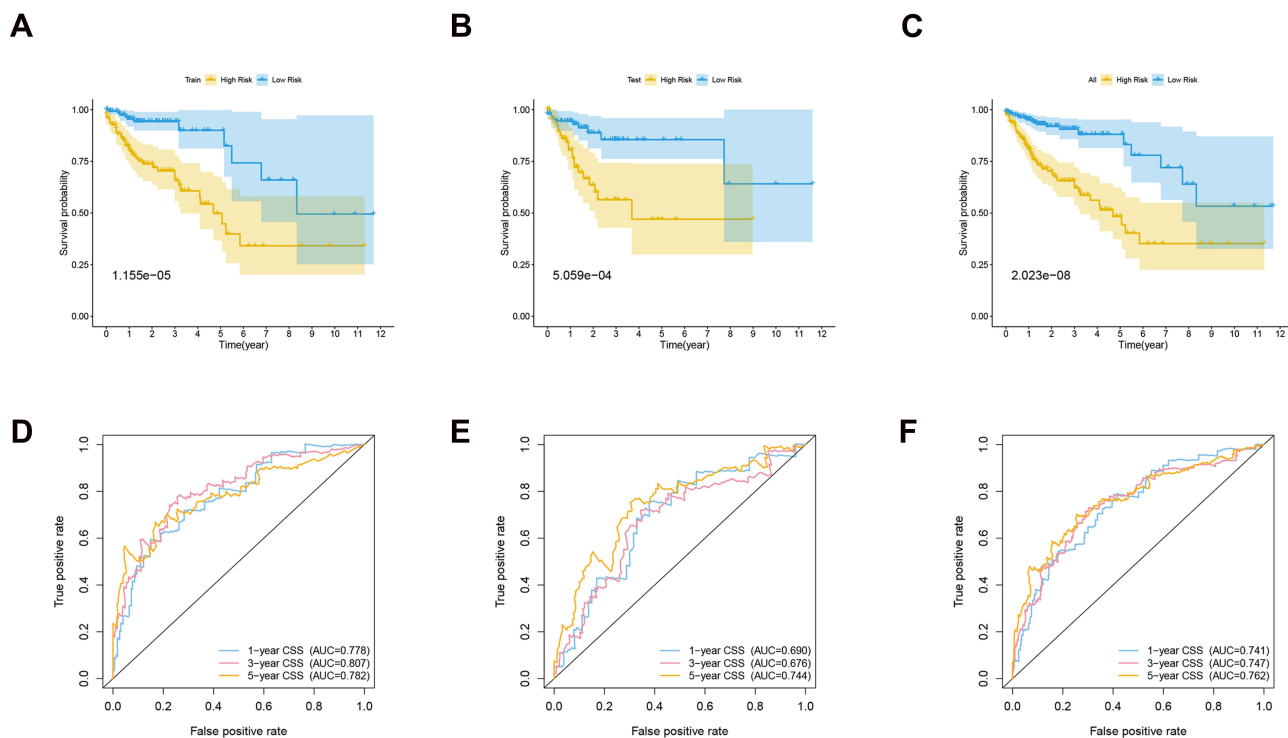 A
Train High Risk Low Risk
1.00
0.75
0.50
0.25
0.00
Survival probability
1.155e−05
0 1 2 3 4 5 6 7 8 9 10 11 12
Time(year)
B
Test High Risk Low Risk
1.00
0.75
0.50
0.25
0.00
Survival probability
5.059e−04
0 1 2 3 4 5 6 7 8 9 10 11 12
Time(year)
C
All High Risk Low Risk
1.00
0.75
0.50
0.25
0.00
Survival probability
2.023e−08
0 1 2 3 4 5 6 7 8 9 10 11 12
Time(year)
D
1.0
0.8
0.6
0.4
0.2
0.0
True positive rate
1−year CSS (AUC=0.778)
3−year CSS (AUC=0.807)
5−year CSS (AUC=0.782)
0.0 0.2 0.4 0.6 0.8 1.0
False positive rate
E
1.0
0.8
0.6
0.4
0.2
0.0
True positive rate
1−year CSS (AUC=0.690)
3−year CSS (AUC=0.676)
5−year CSS (AUC=0.744)
0.0 0.2 0.4 0.6 0.8 1.0
False positive rate
F
1.0
0.8
0.6
0.4
0.2
0.0
True positive rate
1−year CSS (AUC=0.741)
3−year CSS (AUC=0.747)
5−year CSS (AUC=0.762)
0.0 0.2 0.4 0.6 0.8 1.0
False positive rate